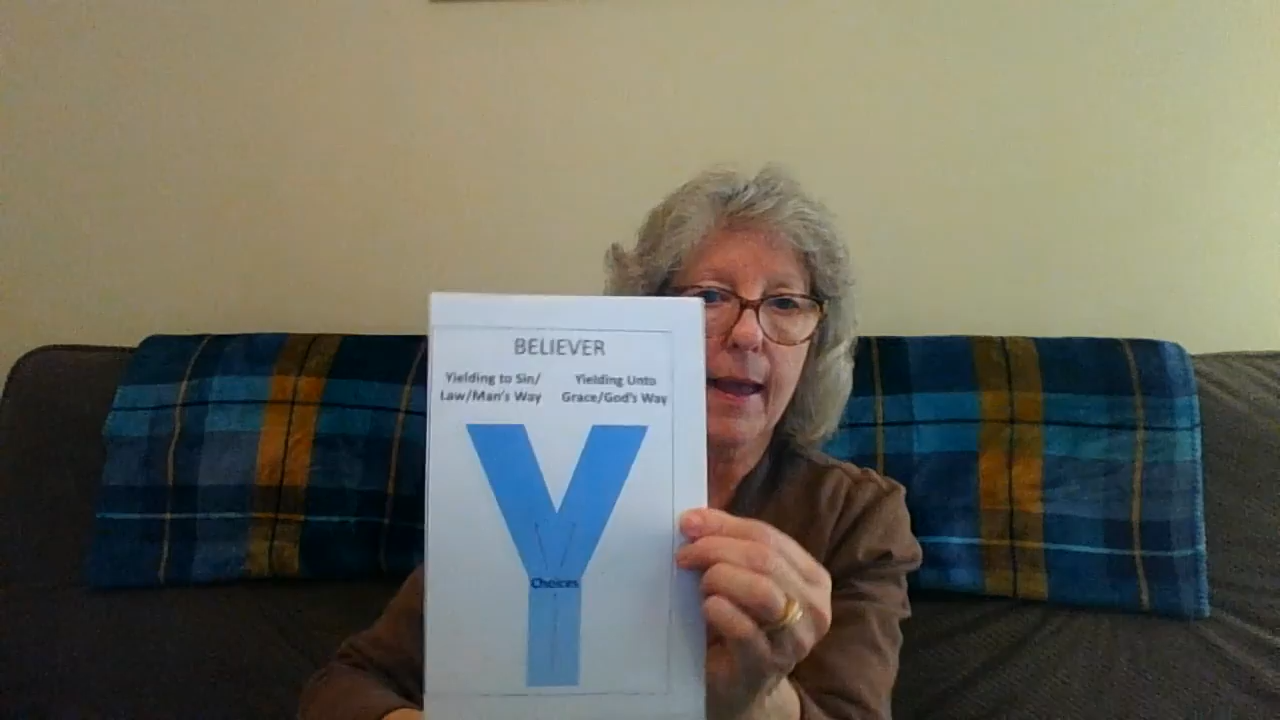 BELIEVER
Yielding to Sin/
Law/Man's Way
Yielding Unto
Grace/God's Way
Y
Choices